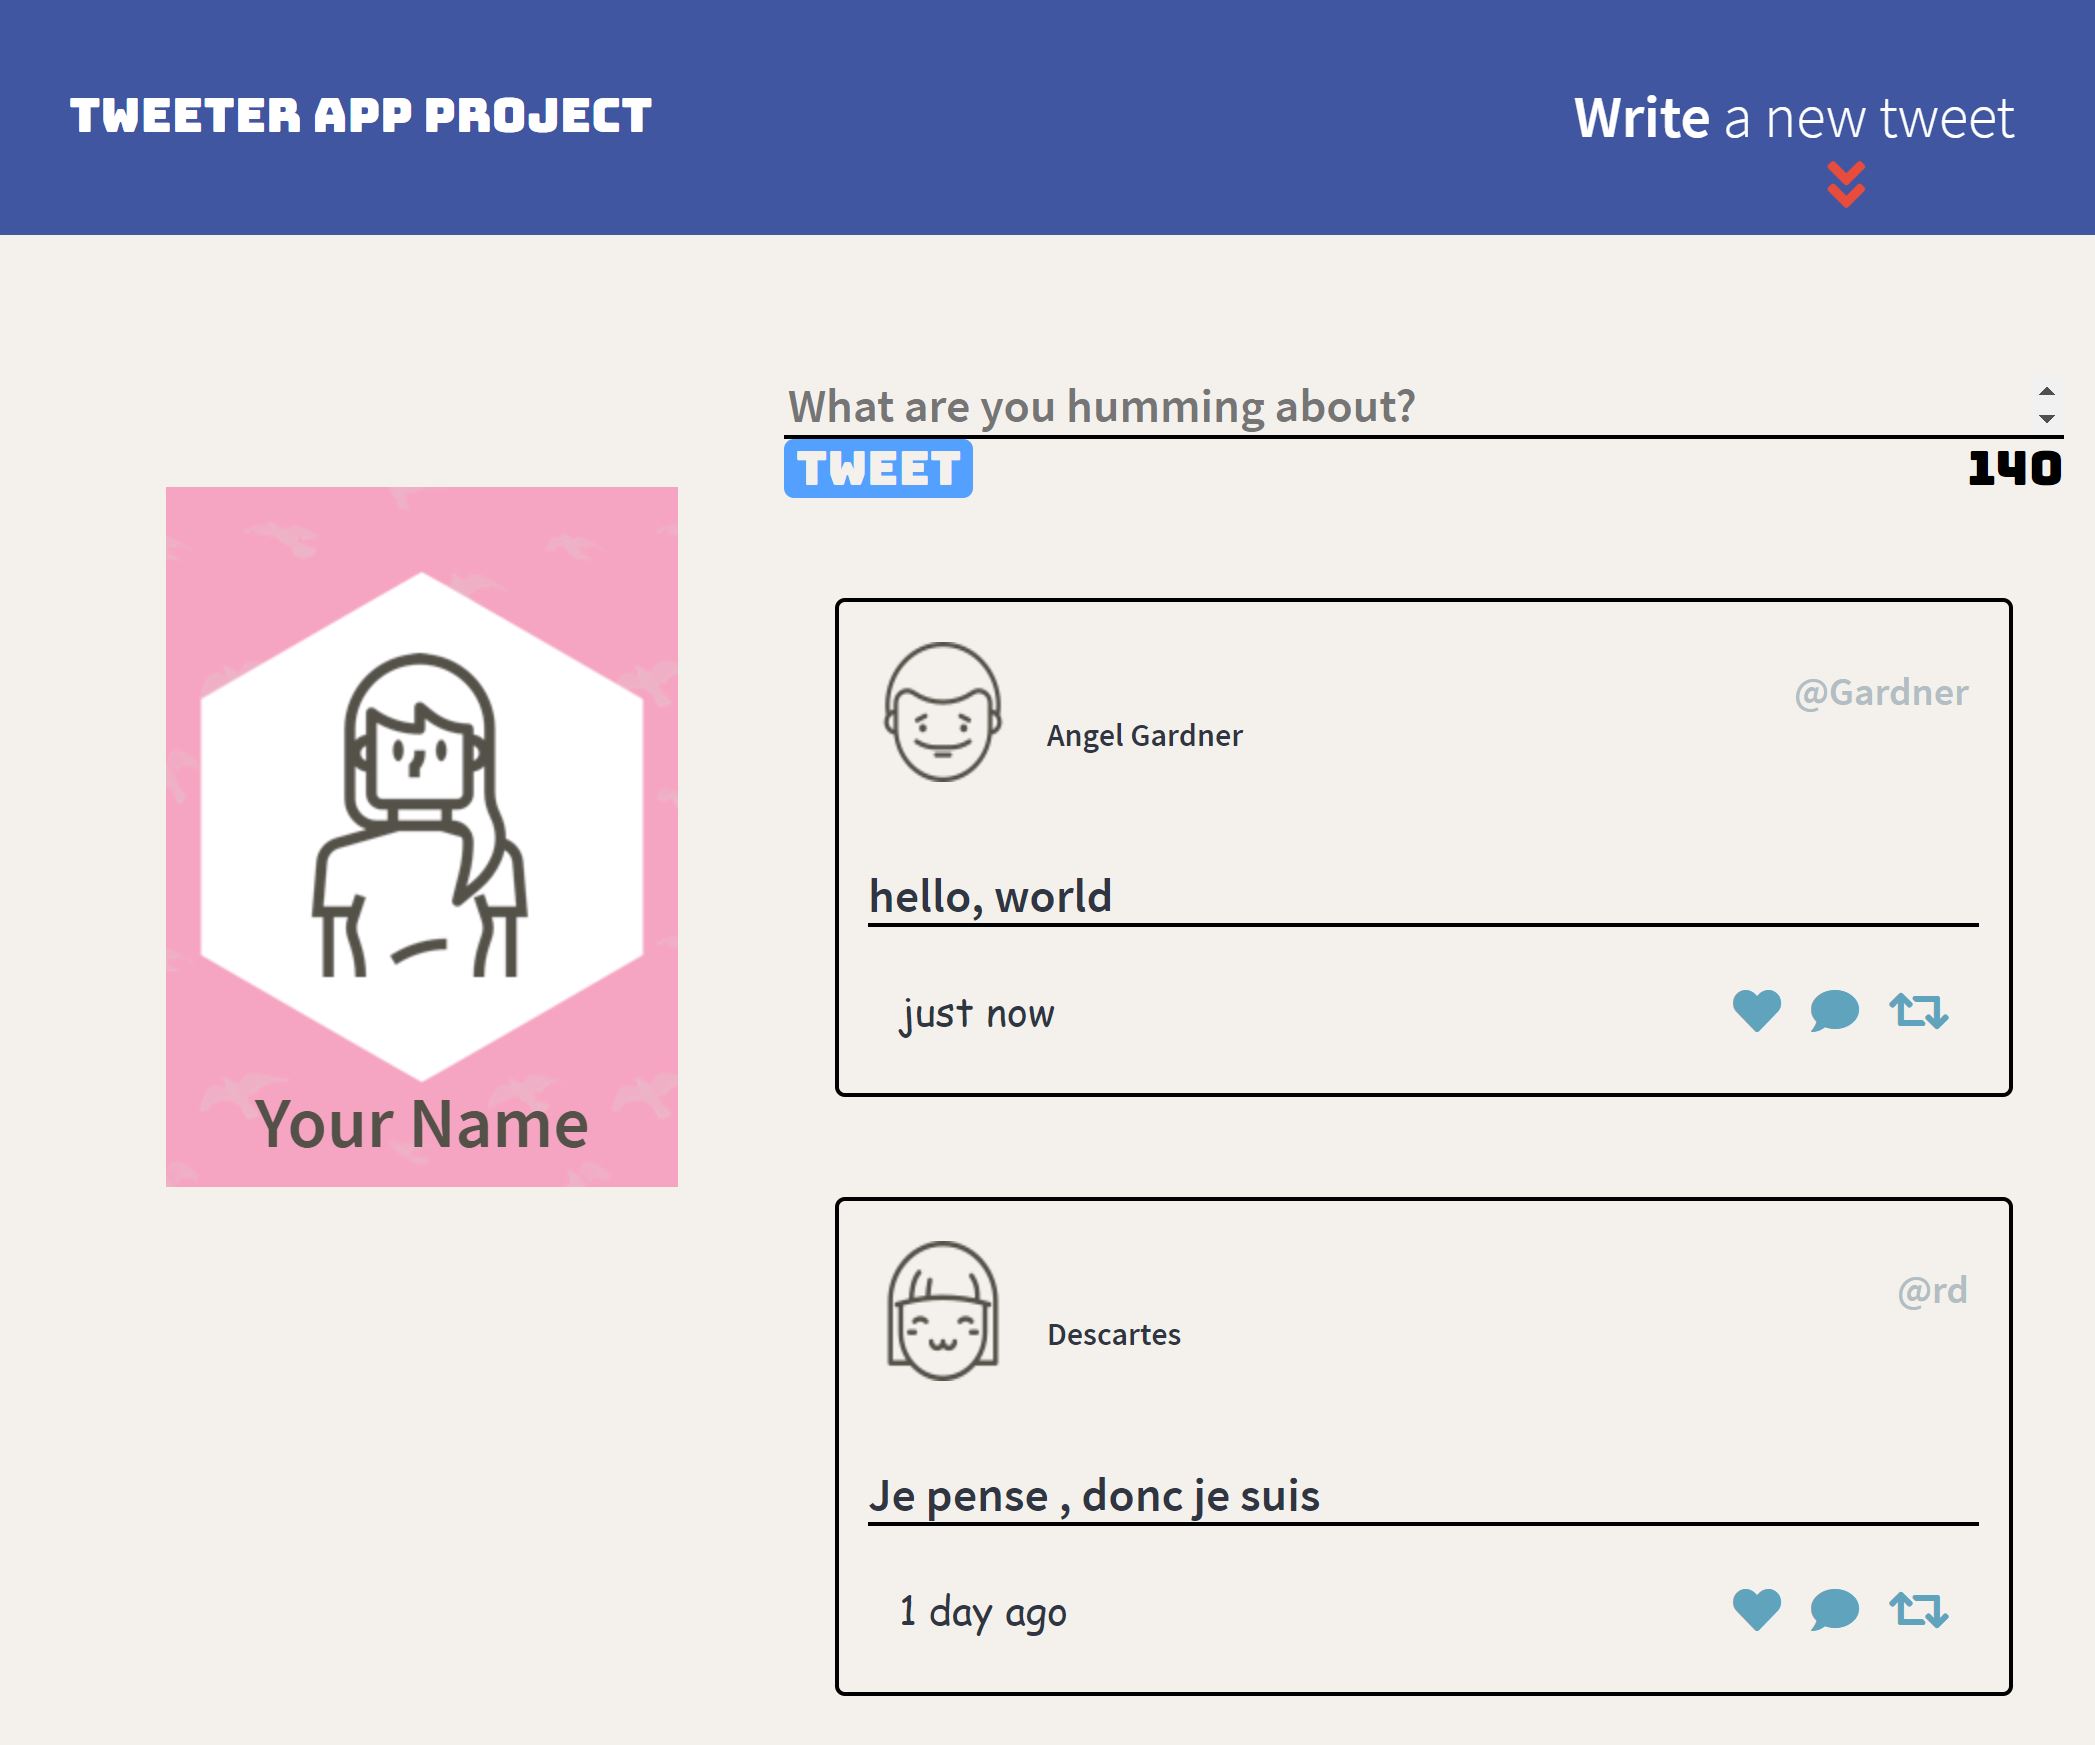 TWEETER APP PROJECT
Write a new tweet
What are you humming about?
TWEET
140
Your Name
@Gardner
Angel Gardner
hello, world
just now
@rd
Descartes
Je pense , donc je suis
1 day ago